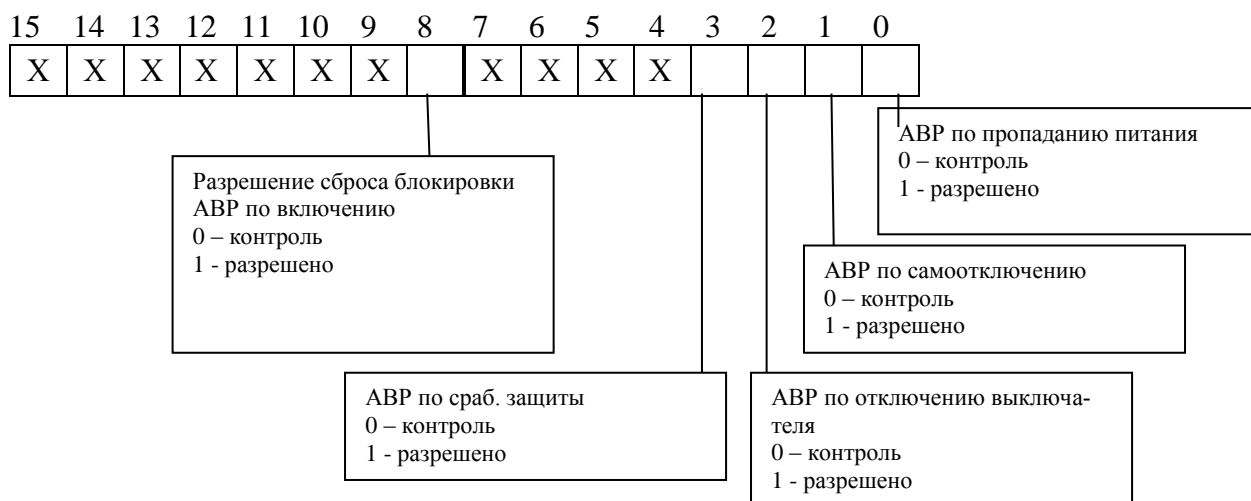 15 14 13 12 11 10 9 8 7 6 5 4 3 2 1 0
X X X X X X X X X X X
АВР по пропаданию питания
0 – контроль
1 - разрешено
Разрешение сброса блокировки
АВР по включению
0 – контроль
1 - разрешено
АВР по самоотключению
0 – контроль
1 - разрешено
АВР по сраб. защиты
0 – контроль
1 - разрешено
АВР по отключению выключа-
теля
0 – контроль
1 - разрешено